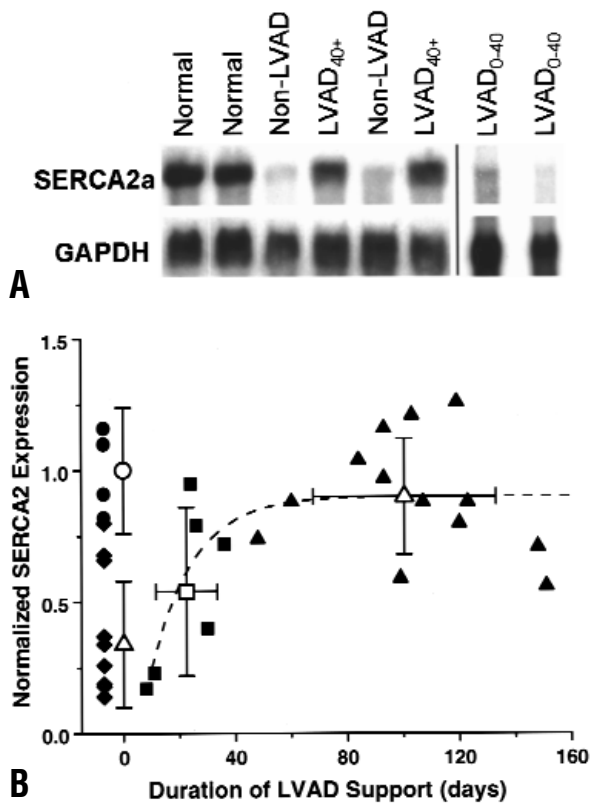 Normal Normal Non-LVAD LVAD40+ Non-LVAD LVAD40+ LVAD0-40 LVAD0-40
SERCA2a
GAPDH
A
Normalized SERCA2 Expression
1.5
1.0
0.5
0.0
0 40 80 120 160
Duration of LVAD Support (days)
B